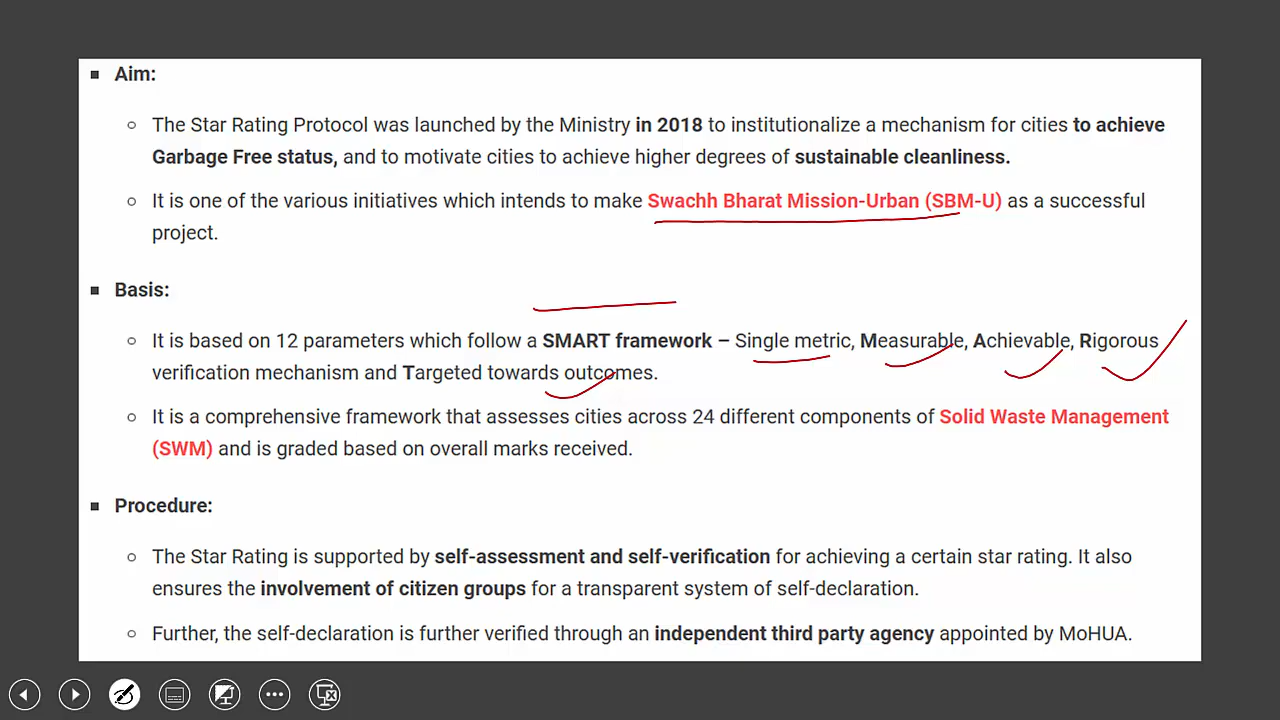 Aim:
The Star Rating Protocol was launched by the Ministry in 2018 to institutionalize a mechanism for cities to achieve
Garbage Free status, and to motivate cities to achieve higher degrees of sustainable cleanliness.
It is one of the various initiatives which intends to make Swachh Bharat Mission-Urban (SBM-U) as a successful
project.
Basis:
It is based on 12 parameters which follow a SMART framework – Single metric, Measurable, Achievable, Rigorous
verification mechanism and Targeted towards outcomes.
It is a comprehensive framework that assesses cities across 24 different components of Solid Waste Management
(SWM) and is graded based on overall marks received.
Procedure:
The Star Rating is supported by self-assessment and self-verification for achieving a certain star rating. It also
ensures the involvement of citizen groups for a transparent system of self-declaration.
Further, the self-declaration is further verified through an independent third party agency appointed by MoHUA.